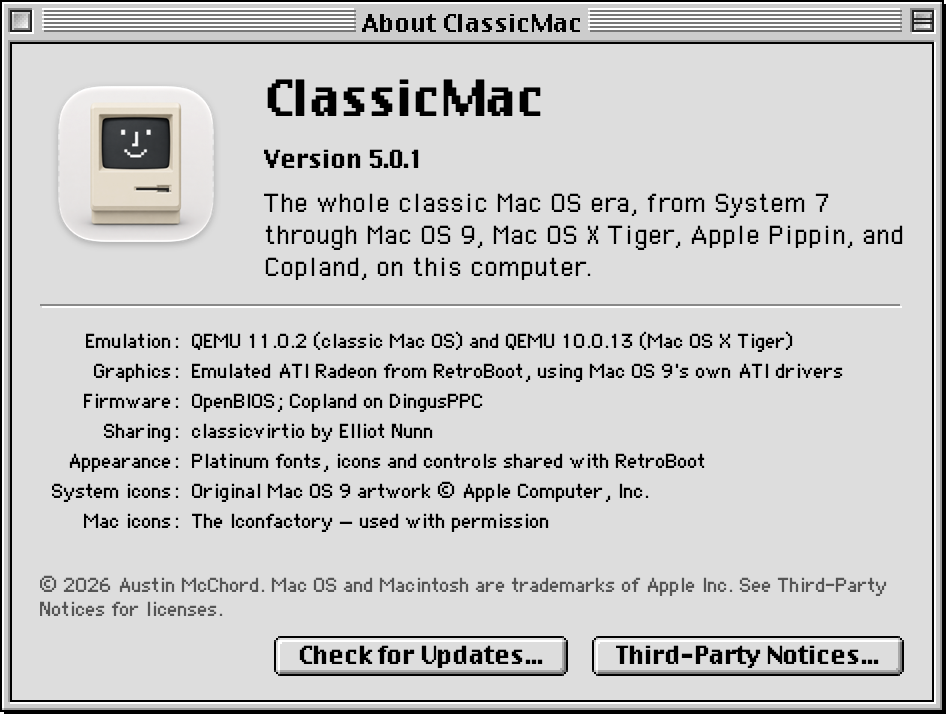 About ClassicMac
ClassicMac
Version 5.0.1
The whole classic Mac OS era, from System 7
through Mac OS 9, Mac OS X Tiger, Apple Pippin, and
Copland, on this computer.
Emulation: QEMU 11.0.2 (classic Mac OS) and QEMU 10.0.13 (Mac OS X Tiger)
Graphics: Emulated ATI Radeon from RetroBoot, using Mac OS 9's own ATI drivers
Firmware: OpenBIOS; Copland on DingusPPC
Sharing: classicvirtio by Elliot Nunn
Appearance: Platinum fonts, icons and controls shared with RetroBoot
System icons: Original Mac OS 9 artwork © Apple Computer, Inc.
Mac icons: The Iconfactory – used with permission
© 2026 Austin McChord. Mac OS and Macintosh are trademarks of Apple Inc. See Third-Party
Notices for licenses.
Check for Updates...
Third-Party Notices...